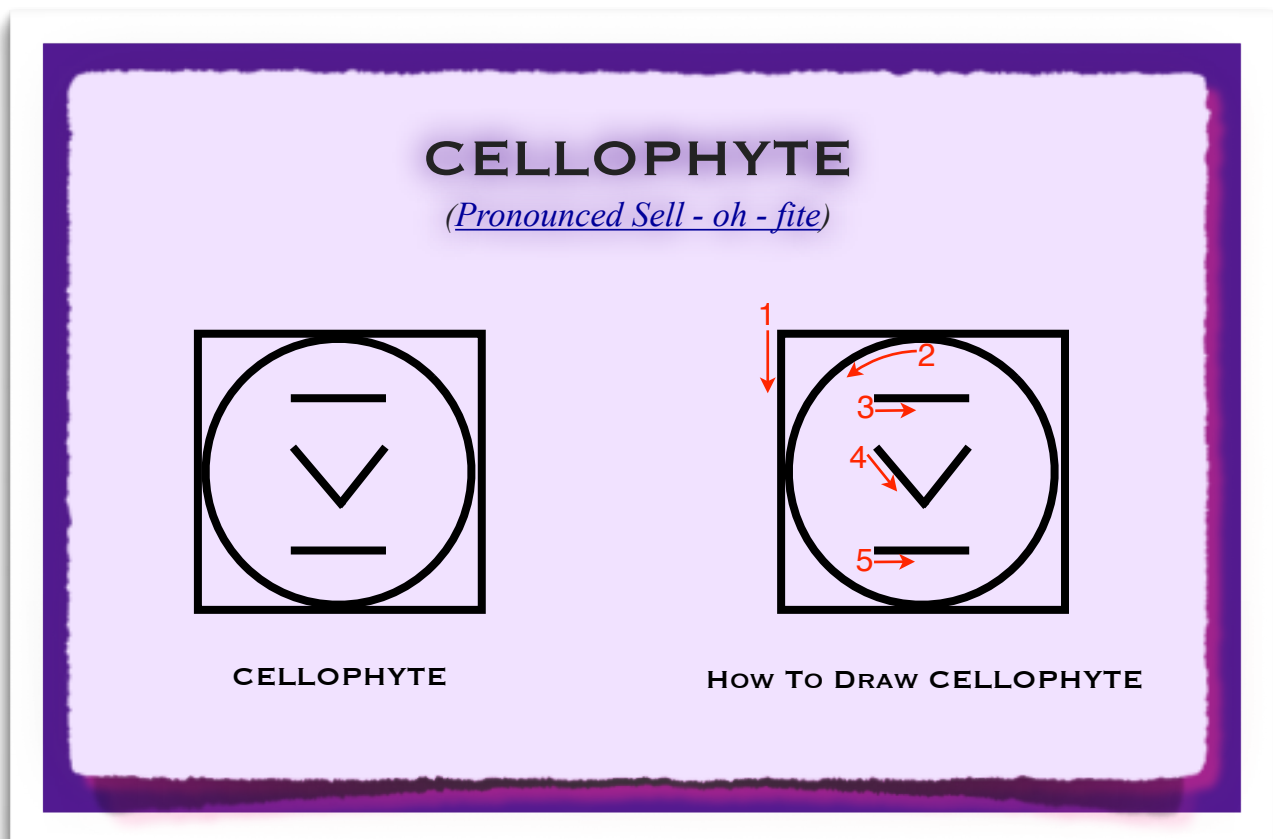 CELLOPHYTE
(Pronounced Sell - oh - fite)
1
2
3
4
5
CELLOPHYTE
How To Draw CELLOPHYTE